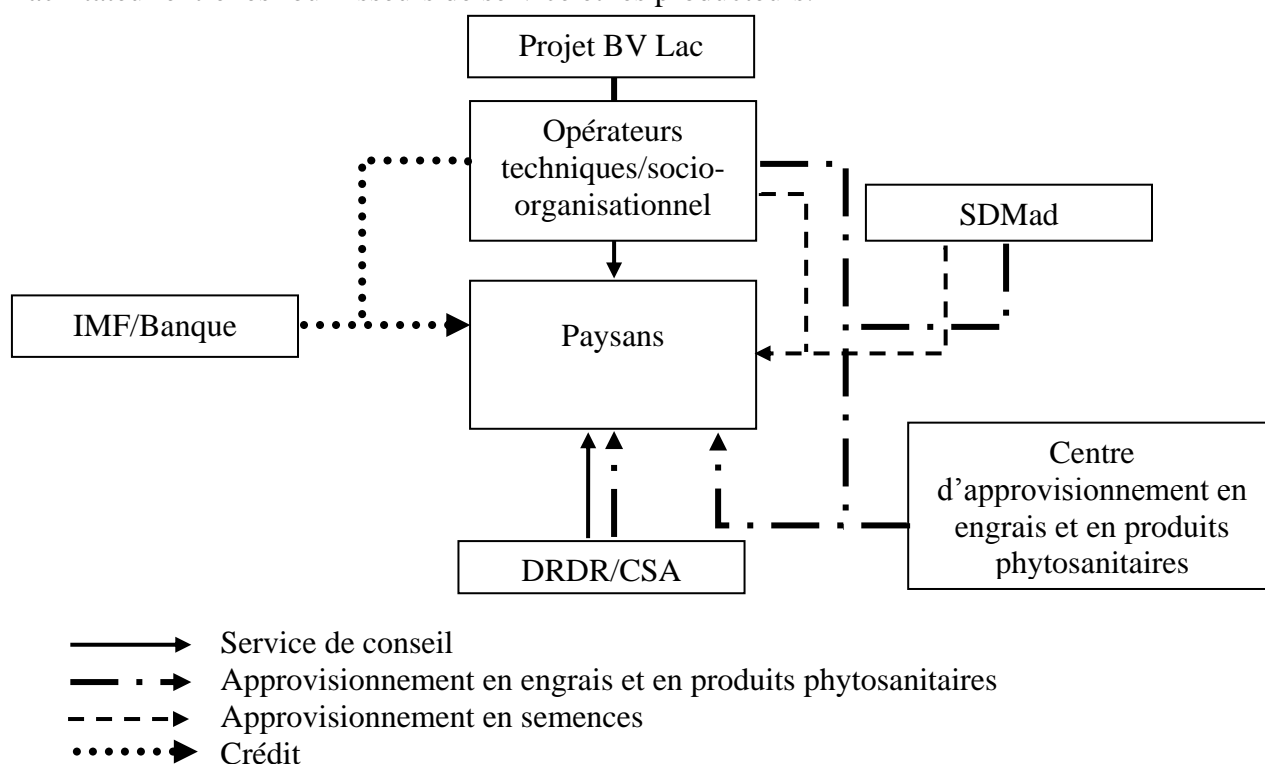 Projet BV Lac
Opérateurs
techniques/socio-
organisationnel
SDMad
IMF/Banque
Paysans
Centre
d’approvisionnement en
engrais et en produits
phytosanitaires
DRDR/CSA
Service de conseil
Approvisionnement en engrais et en produits phytosanitaires
Approvisionnement en semences
Crédit